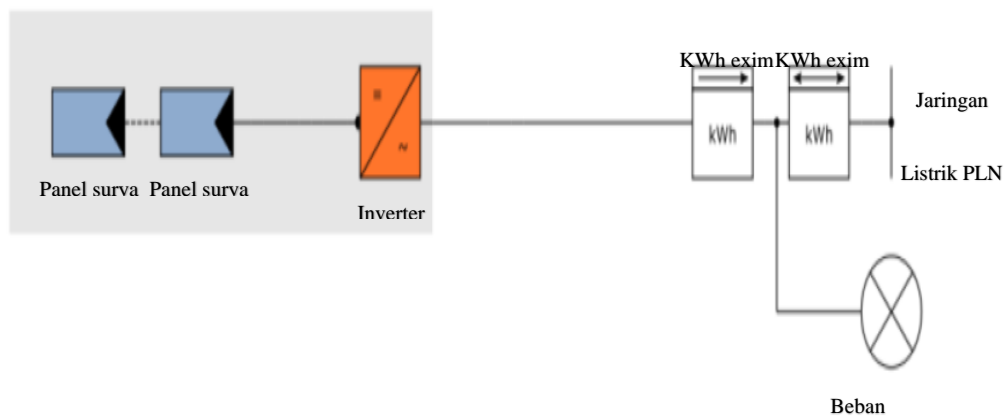 KWh exim KWh exim
kWh
kWh
Jaringan
Listrik PLN
Panel surva Panel surva
Inverter
Beban